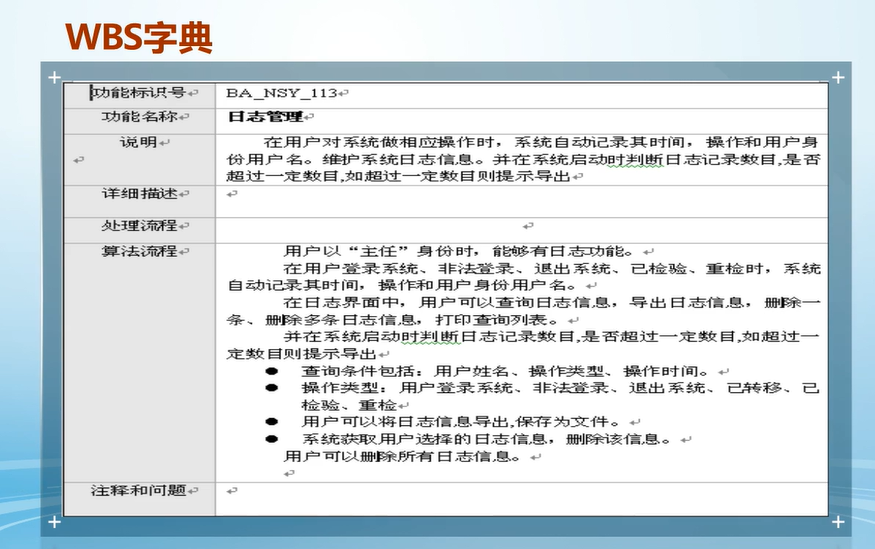 WBS字典
功能标识号 BA_NSY_113
功能名称 日志管理
说明 在用户对系统做相应操作时，系统自动记录其时间，操作和用户身
份用户名。维护系统日志信息。并在系统启动时判断日志记录数目,是否
超过一定数目,如超过一定数目则提示导出
详细描述
处理流程
算法流程 用户以“主任”身份时，能够有日志功能。
在用户登录系统、非法登录、退出系统、已检验、重检时，系统
自动记录其时间，操作和用户身份用户名。
在日志界面中，用户可以查询日志信息，导出日志信息，删除一
条、删除多条日志信息，打印查询列表。
并在系统启动时判断日志记录数目,是否超过一定数目,如超过一
定数目则提示导出
● 查询条件包括：用户姓名、操作类型、操作时间。
● 操作类型：用户登录系统、非法登录、退出系统、已转移、已
检验、重检
● 用户可以将日志信息导出,保存为文件。
● 系统获取用户选择的日志信息，删除该信息。
用户可以删除所有日志信息。
注释和问题